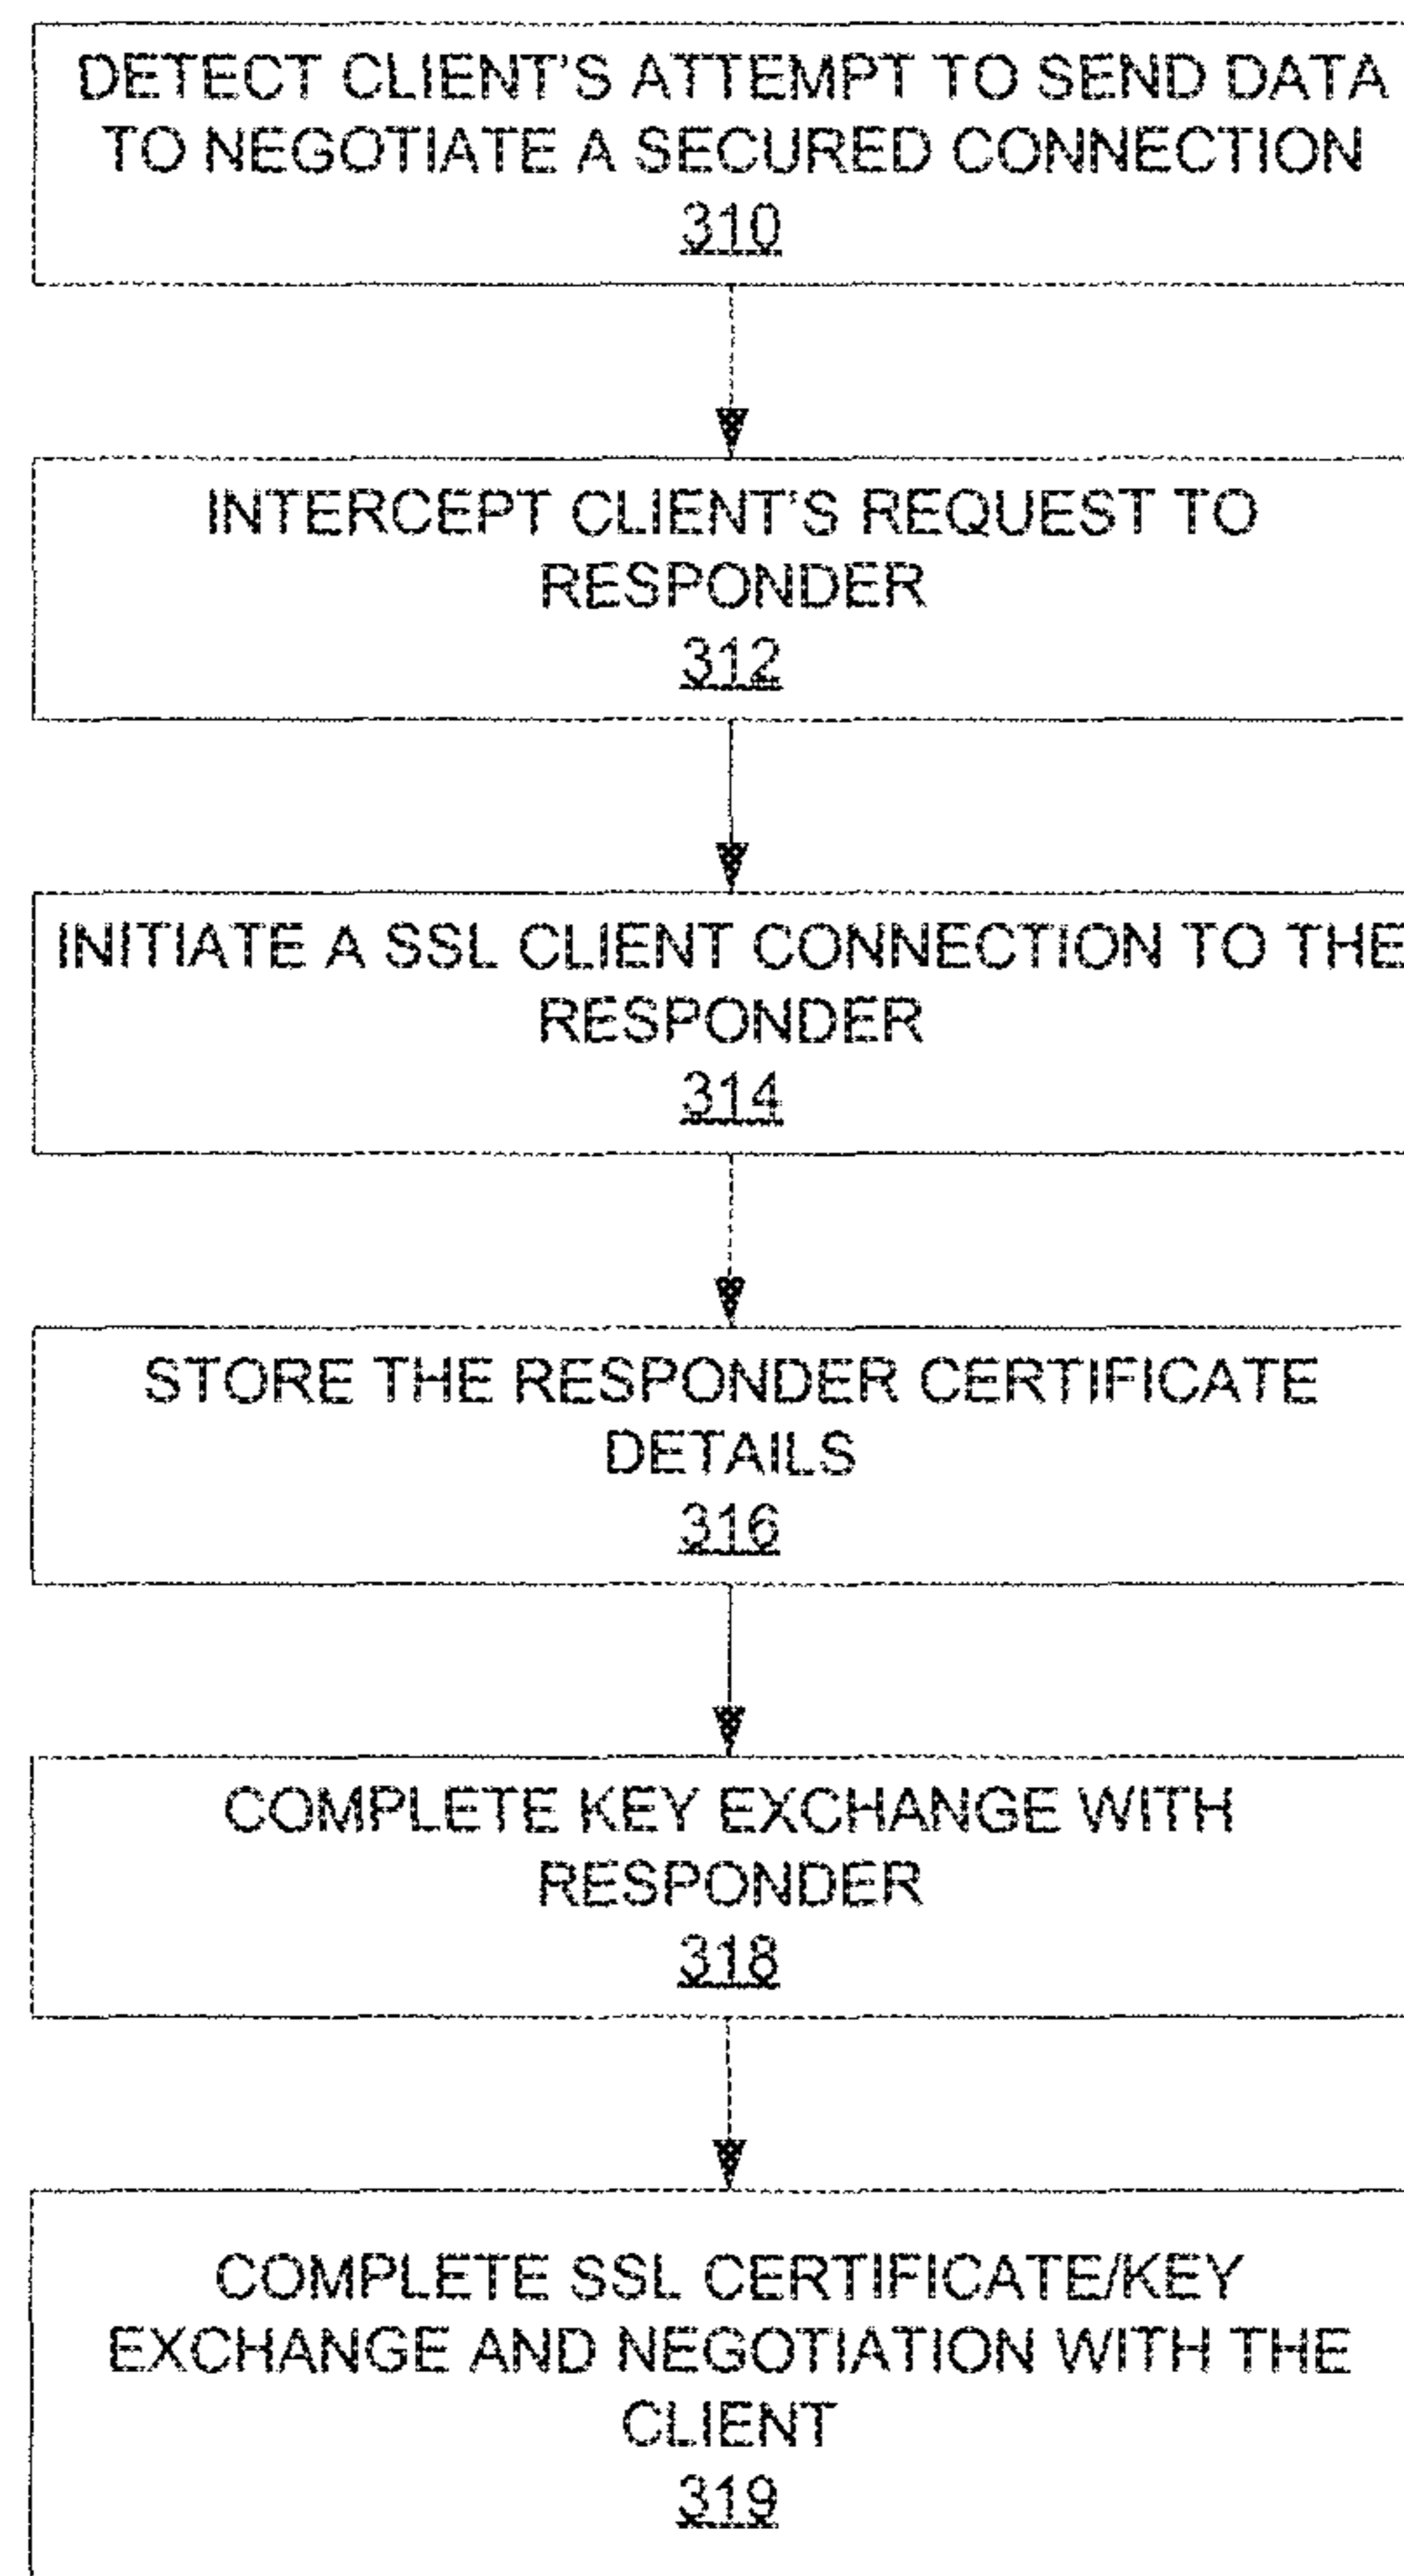 DETECT CLIENT'S ATTEMPT TO SEND DATA
TO NEGOTIATE A SECURED CONNECTION
310
INTERCEPT CLIENT'S REQUEST TO
RESPONDER
312
INITIATE A SSL CLIENT CONNECTION TO THE
RESPONDER
314
STORE THE RESPONDER CERTIFICATE
DETAILS
316
COMPLETE KEY EXCHANGE WITH
RESPONDER
318
COMPLETE SSL CERTIFICATE/KEY
EXCHANGE AND NEGOTIATION WITH THE
CLIENT
319